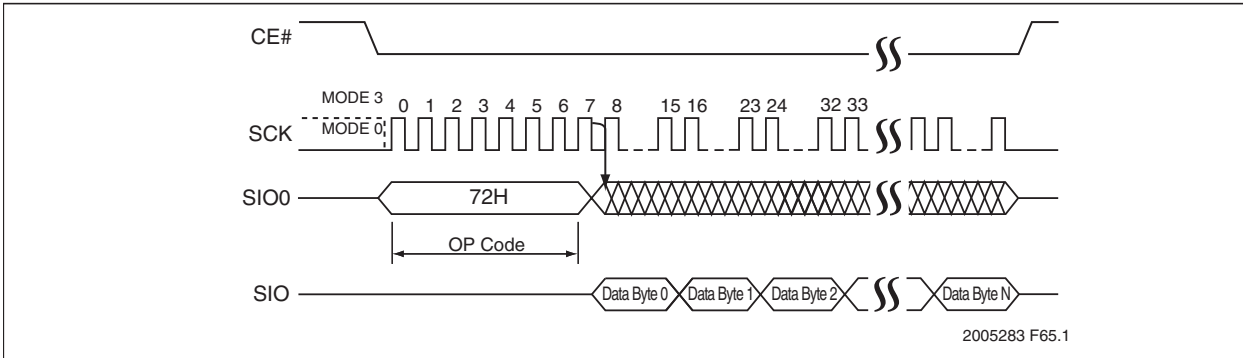 CE#
MODE 3
0 1 2 3 4 5 6 7 8 15 16 23 24 32 33
SCK MODE 0
SIO0 72H
OP Code
SIO Data Byte 0 Data Byte 1 Data Byte 2 Data Byte N
2005283 F65.1